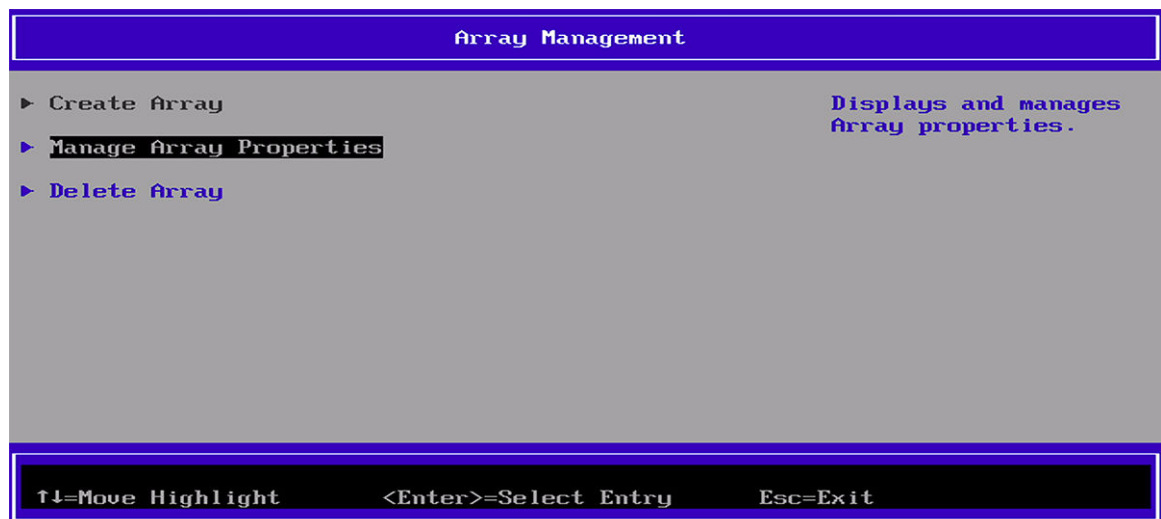 Array Management
Create Array
Displays and manages
Array properties.
Manage Array Properties
Delete Array
↑↓=Move Highlight <Enter>=Select Entry Esc=Exit